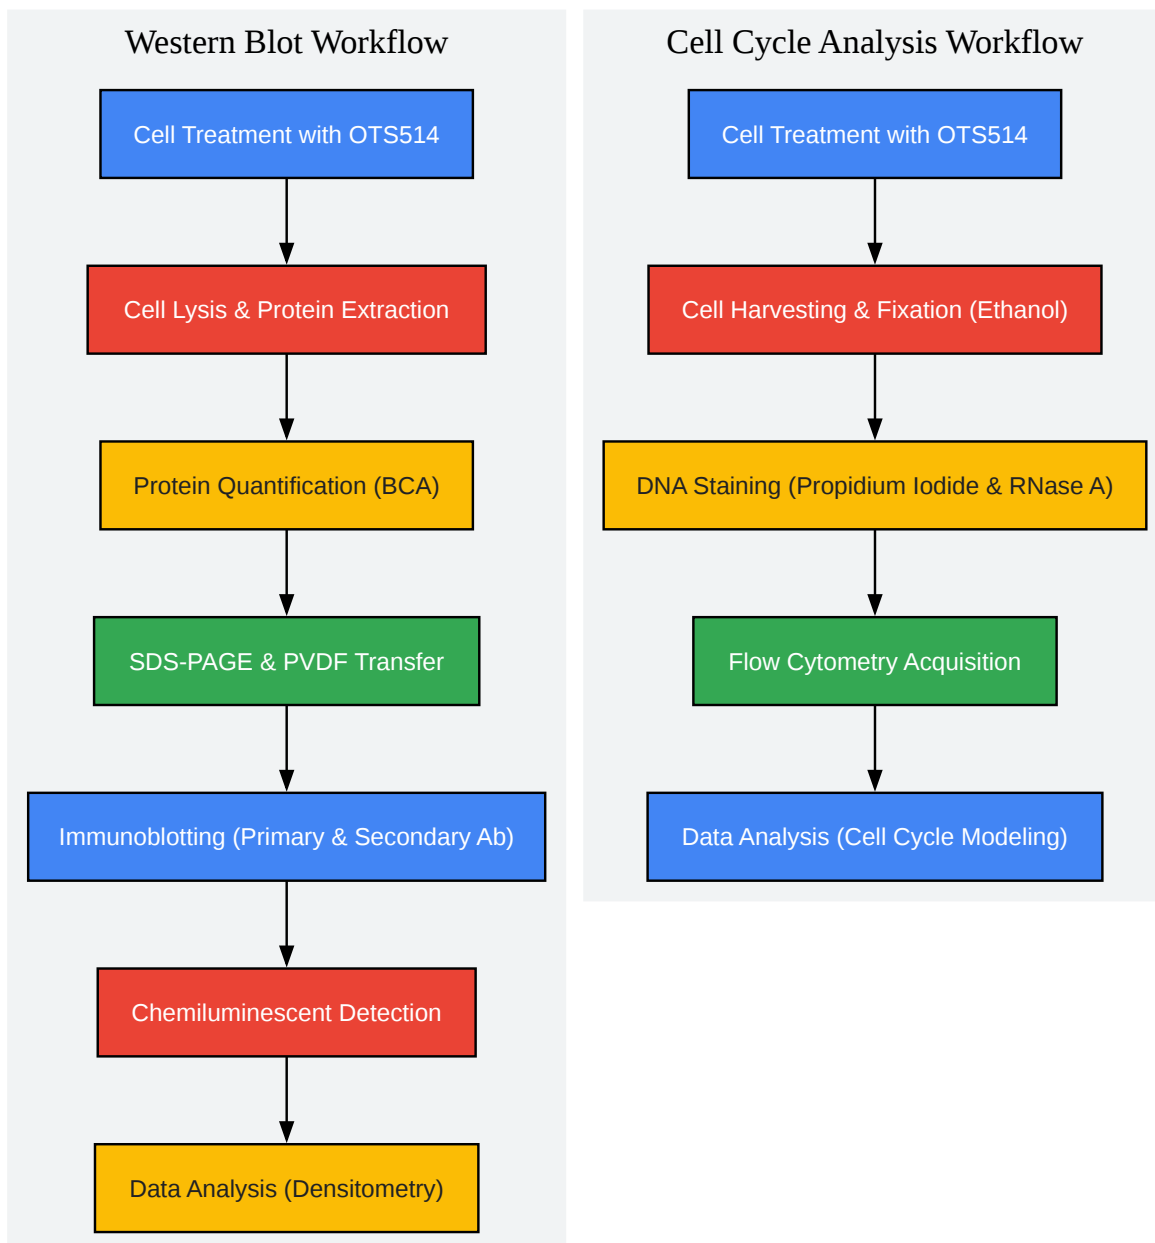 Western Blot Workflow
Cell Treatment with OTS514
Cell Lysis & Protein Extraction
Protein Quantification (BCA)
SDS-PAGE & PVDF Transfer
Immunoblotting (Primary & Secondary Ab)
Chemiluminescent Detection
Data Analysis (Densitometry)
Cell Cycle Analysis Workflow
Cell Treatment with OTS514
Cell Harvesting & Fixation (Ethanol)
DNA Staining (Propidium Iodide & RNase A)
Flow Cytometry Acquisition
Data Analysis (Cell Cycle Modeling)